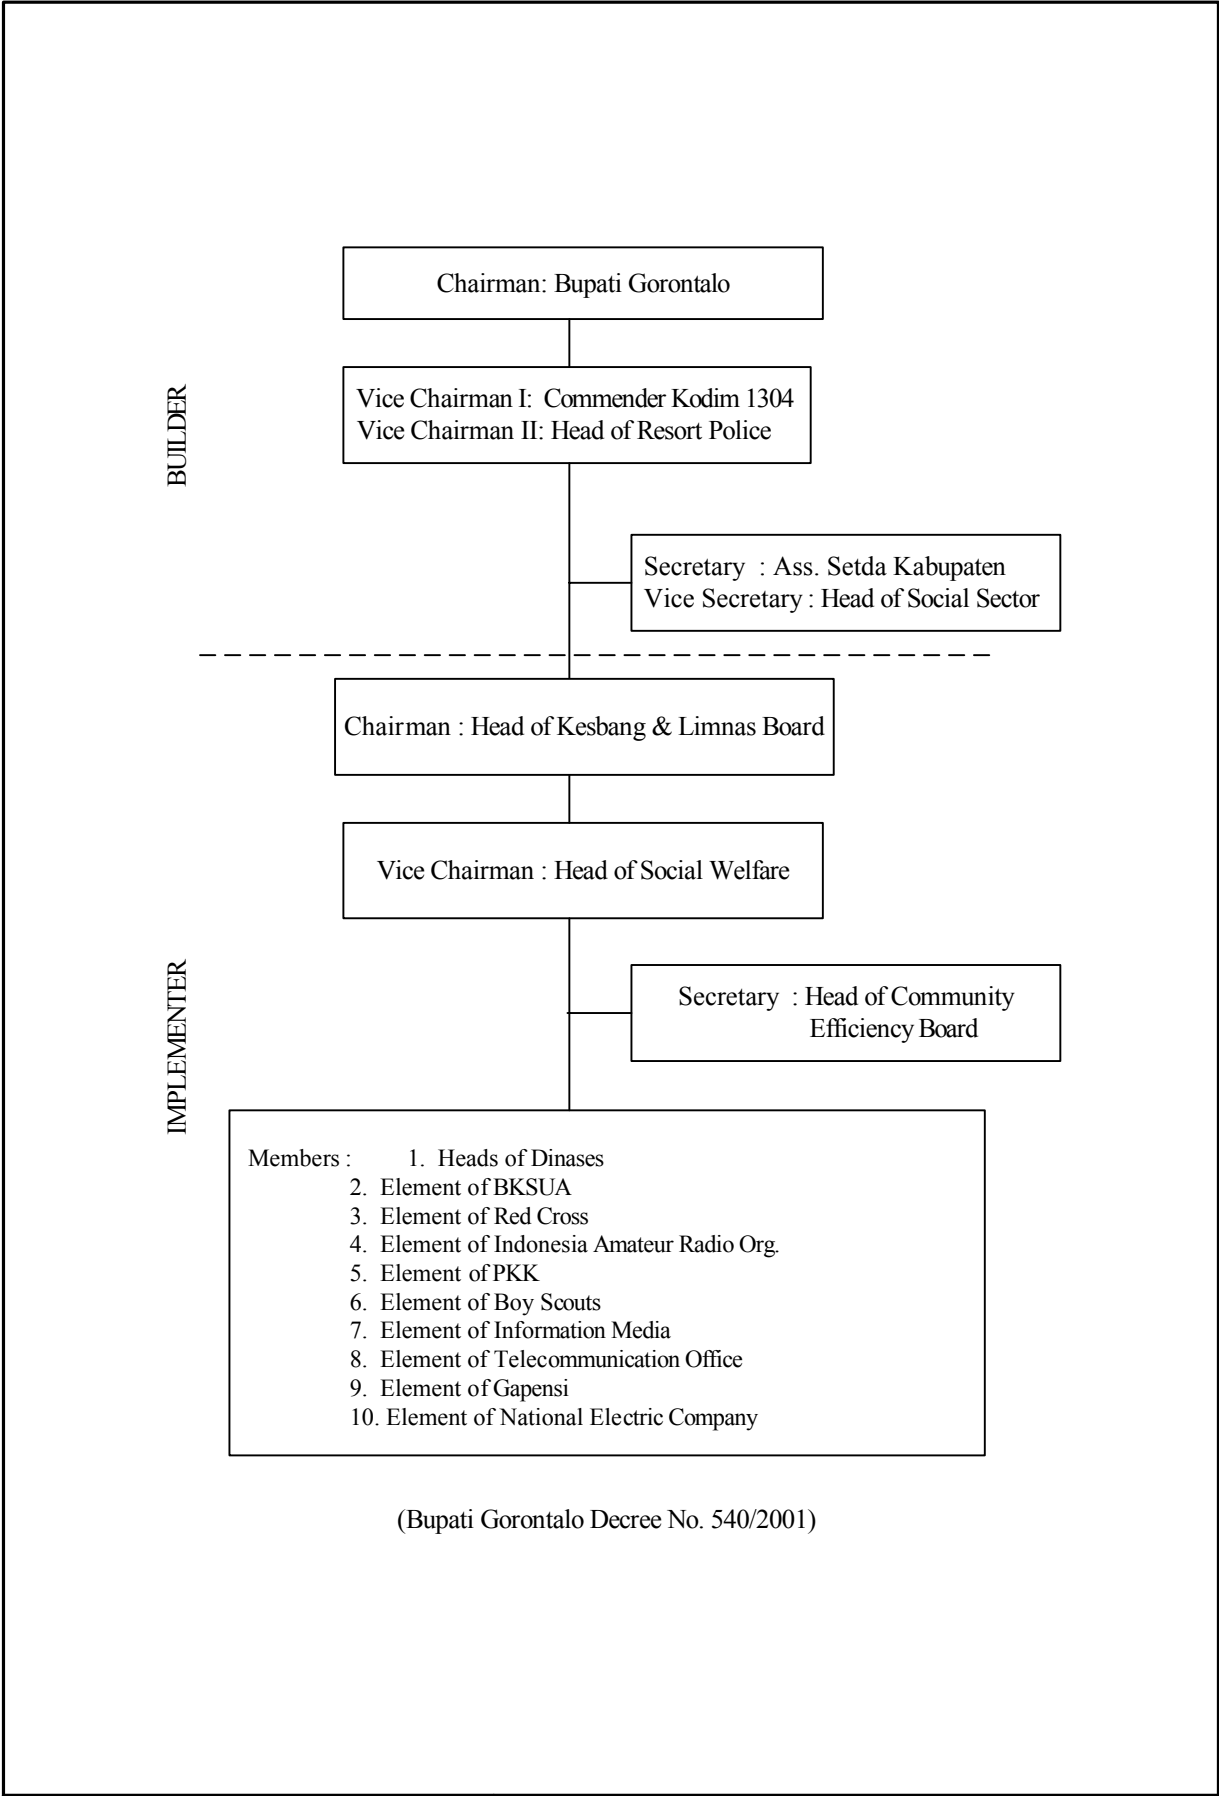 Chairman: Bupati Gorontalo
BUILDER
Vice Chairman I: Commender Kodim 1304
Vice Chairman II: Head of Resort Police
Secretary : Ass. Setda Kabupaten
Vice Secretary : Head of Social Sector
Chairman : Head of Kesbang & Limnas Board
Vice Chairman : Head of Social Welfare
IMPLEMENTER
Secretary : Head of Community
Efficiency Board
Members : 1. Heads of Dinases
2. Element of BKSUA
3. Element of Red Cross
4. Element of Indonesia Amateur Radio Org.
5. Element of PKK
6. Element of Boy Scouts
7. Element of Information Media
8. Element of Telecommunication Office
9. Element of Gapensi
10. Element of National Electric Company
(Bupati Gorontalo Decree No. 540/2001)